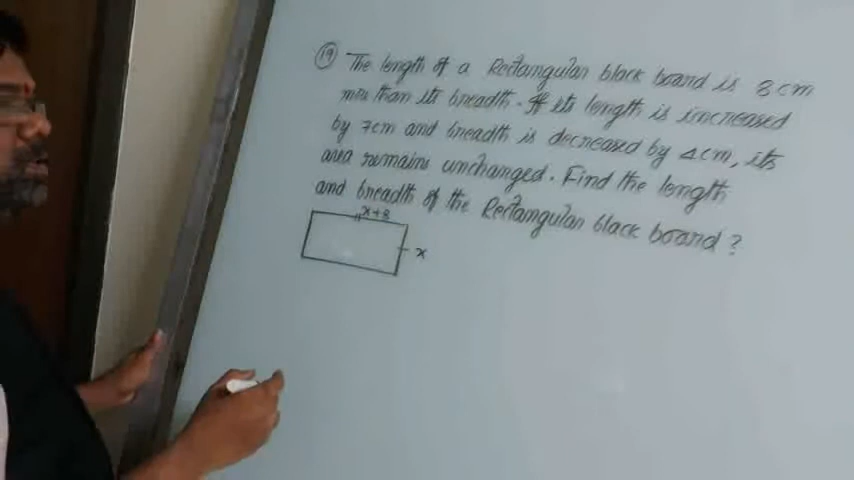 19 The length of a Rectangular black board is 8cm
more than its breadth. If its length is increased
by 7cm and breadth is decreased by 4cm, its
area remains unchanged. Find the length
and breadth of the Rectangular black board?
x+8
x